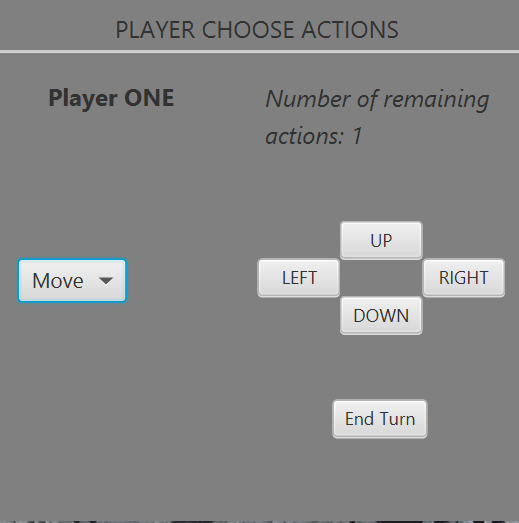 PLAYER CHOOSE ACTIONS
Player ONE
Number of remaining
actions: 1
UP
Move
LEFT
RIGHT
DOWN
End Turn